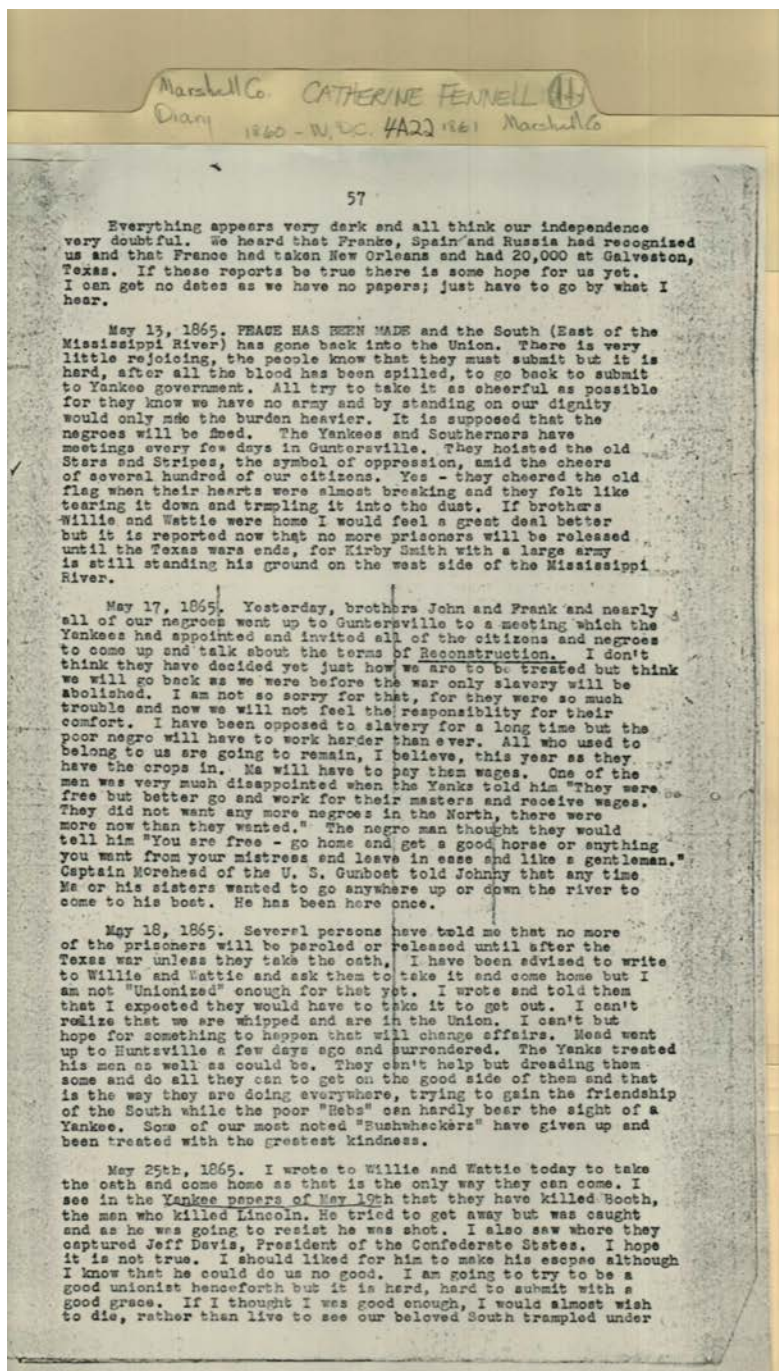 Marshall Co. CATHERINE FENNELL 11
Diary 1860 - W.D.C. 4A22 1861 Marshall Co
57
Everything appears very dark and all think our independence
very doubtful. We heard that Franke, Spain and Russia had recognized
us and that France had taken New Orleans and had 20,000 at Galveston,
Texas. If these reports be true there is some hope for us yet.
I can get no dates as we have no papers; just have to go by what I
hear.
May 13, 1865. PEACE HAS BEEN MADE and the South (East of the
Mississippi River) has gone back into the Union. There is very
little rejoicing, the people know that they must submit but it is
hard, after all the blood has been spilled, to go back to submit
to Yankee government. All try to take it as cheerful as possible
for they know we have no army and by standing on our dignity
would only mde the burden heavier. It is supposed that the
negroes will be freed. The Yankees and Southerners have
meetings every few days in Guntersville. They hoisted the old
Stars and Stripes, the symbol of oppression, amid the cheers
of several hundred of our citizens. Yes - they cheered the old
flag when their hearts were almost breaking and they felt like
tearing it down and trmpling it into the dust. If brothers
Willie and Wattie were home I would feel a great deal better
but it is reported now that no more prisoners will be released
until the Texas wars ends, for Kirby Smith with a large army
is still standing his ground on the west side of the Mississippi
River.
May 17, 1865. Yesterday, brothers John and Frank and nearly
all of our negroes went up to Guntersville to a meeting which the
Yankees had appointed and invited all of the citizens and negroes
to come up and talk about the terms of Reconstruction. I don't
think they have decided yet just how we are to be treated but think
we will go back as we were before the war only slavery will be
abolished. I am not so sorry for that, for they were so much
trouble and now we will not feel the responsiblity for their
comfort. I have been opposed to slavery for a long time but the
poor negro will have to work harder than ever. All who used to
belong to us are going to remain, I believe, this year as they
have the crops in. Ma will have to pay them wages. One of the
men was very much disappointed when the Yanks told him "They were
free but better go and work for their masters and receive wages.
They did not want any more negroes in the North, there were
more now than they wanted." The negro man thought they would
tell him "You are free - go home and get a good horse or anything
you want from your mistress and leave in ease and like a gentleman."
Captain Morehead of the U. S. Gunboat told Johnny that any time
Ma or his sisters wanted to go anywhere up or down the river to
come to his boat. He has been here once.
May 18, 1865. Several persons have told me that no more
of the prisoners will be paroled or released until after the
Texas war unless they take the oath, I have been advised to write
to Willie and Wattie and ask them to take it and come home but I
am not "Unionized" enough for that yet. I wrote and told them
that I expected they would have to take it to get out. I can't
realize that we are whipped and are in the Union. I can't but
hope for something to happen that will change affairs. Mead went
up to Huntsville a few days ago and surrendered. The Yanks treated
his men as well as could be. They can't help but dreading them
some and do all they can to get on the good side of them and that
is the way they are doing everywhere, trying to gain the friendship
of the South while the poor "Rebs" can hardly bear the sight of a
Yankee. Some of our most noted "Bushwhackers" have given up and
been treated with the greatest kindness.
May 25th, 1865. I wrote to Willie and Wattie today to take
the oath and come home as that is the only way they can come. I
see in the Yankee papers of May 19th that they have killed Booth,
the man who killed Lincoln. He tried to get away but was caught
and as he was going to resist he was shot. I also saw where they
captured Jeff Davis, President of the Confederate States. I hope
it is not true. I should liked for him to make his escpae although
I know that he could do us no good. I am going to try to be a
good unionist henceforth but it is hard, hard to submit with a
good grace. If I thought I was good enough, I would almost wish
to die, rather than live to see our beloved South trampled under